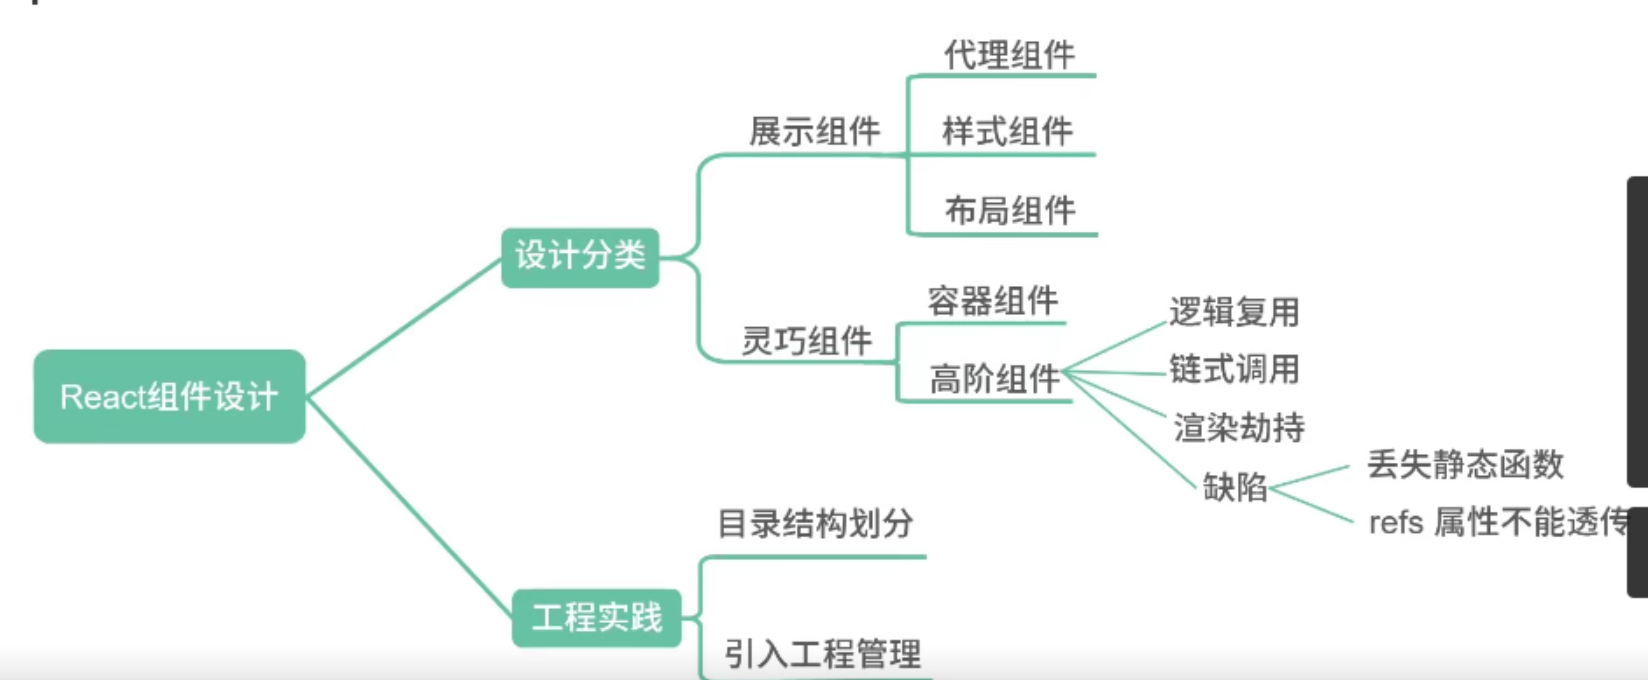 React组件设计
设计分类
展示组件
代理组件
样式组件
布局组件
灵巧组件
容器组件
高阶组件
逻辑复用
链式调用
渲染劫持
缺陷
丢失静态函数
refs 属性不能透传
工程实践
目录结构划分
引入工程管理